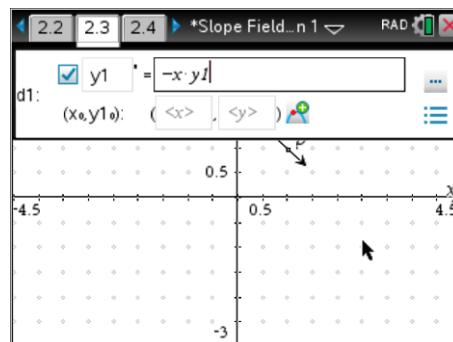 2.2 2.3 2.4 *Slope Field...n 1 RAD
d1:
y1 ' = -x·y1
(x₀,y1₀): ( <x> , <y> )
p
0.5
x
-4.5 0.5 4.5
-3